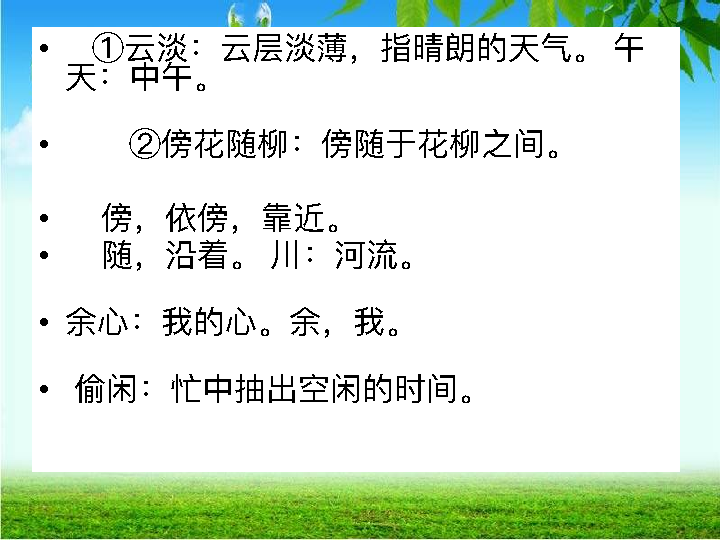 • ①云淡：云层淡薄，指晴朗的天气。 午
天：中午。
• ②傍花随柳：傍随于花柳之间。
• 傍，依傍，靠近。
• 随，沿着。 川：河流。
• 余心：我的心。余，我。
• 偷闲：忙中抽出空闲的时间。